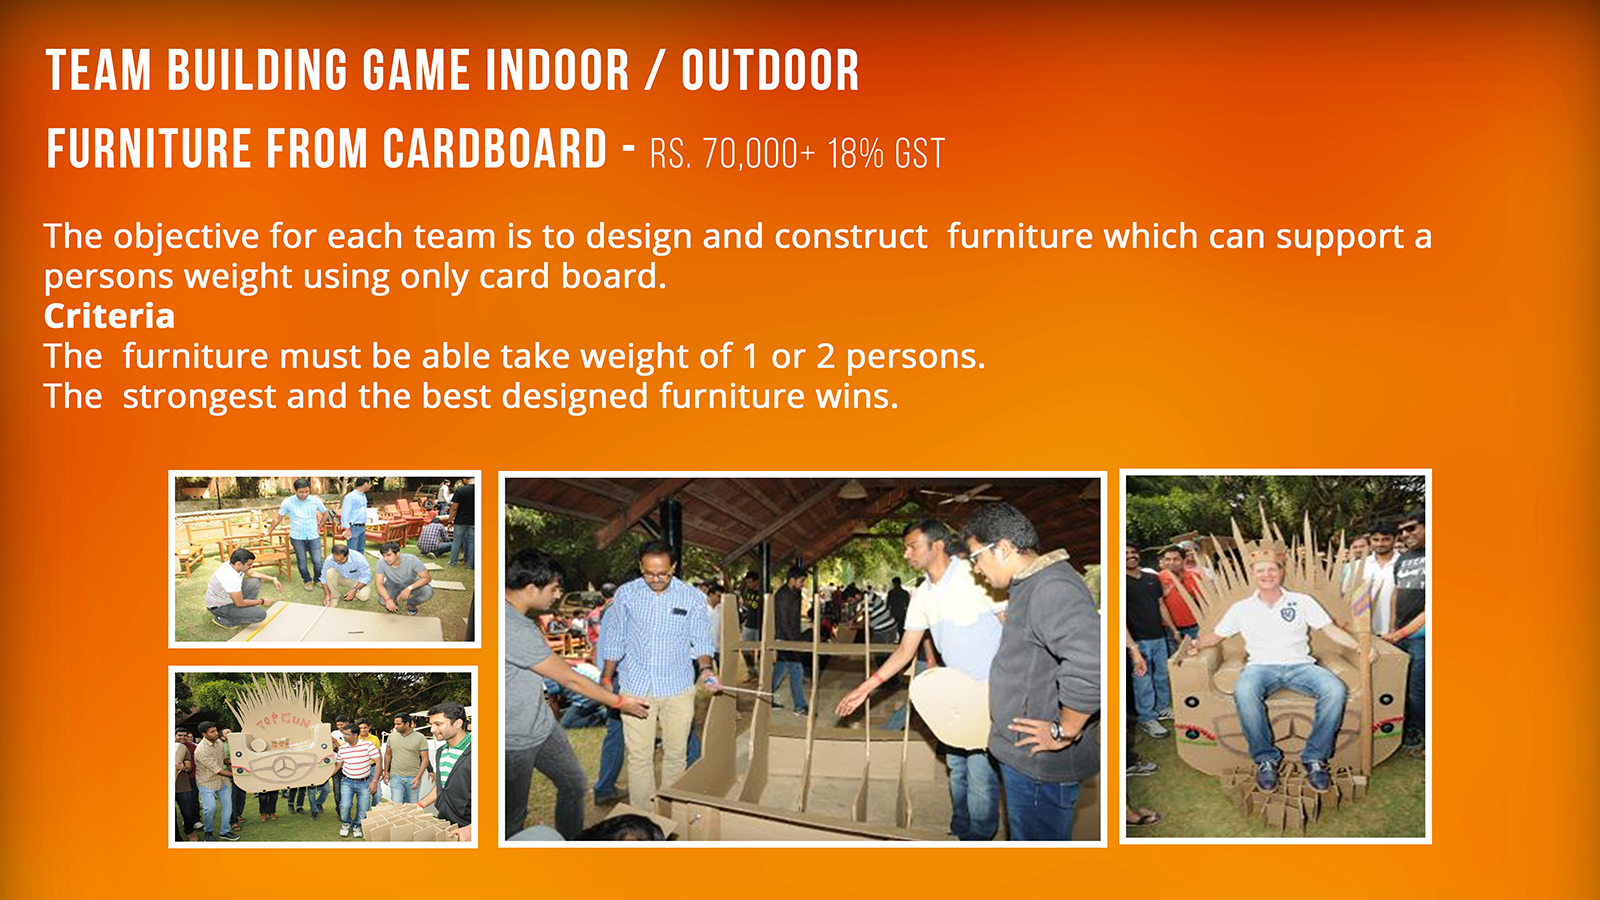 TEAM BUILDING GAME INDOOR / OUTDOOR
FURNITURE FROM CARDBOARD - RS. 70,000+ 18% GST
The objective for each team is to design and construct  furniture which can support a
persons weight using only card board.
Criteria
The  furniture must be able take weight of 1 or 2 persons.
The  strongest and the best designed furniture wins.
TOP GUN